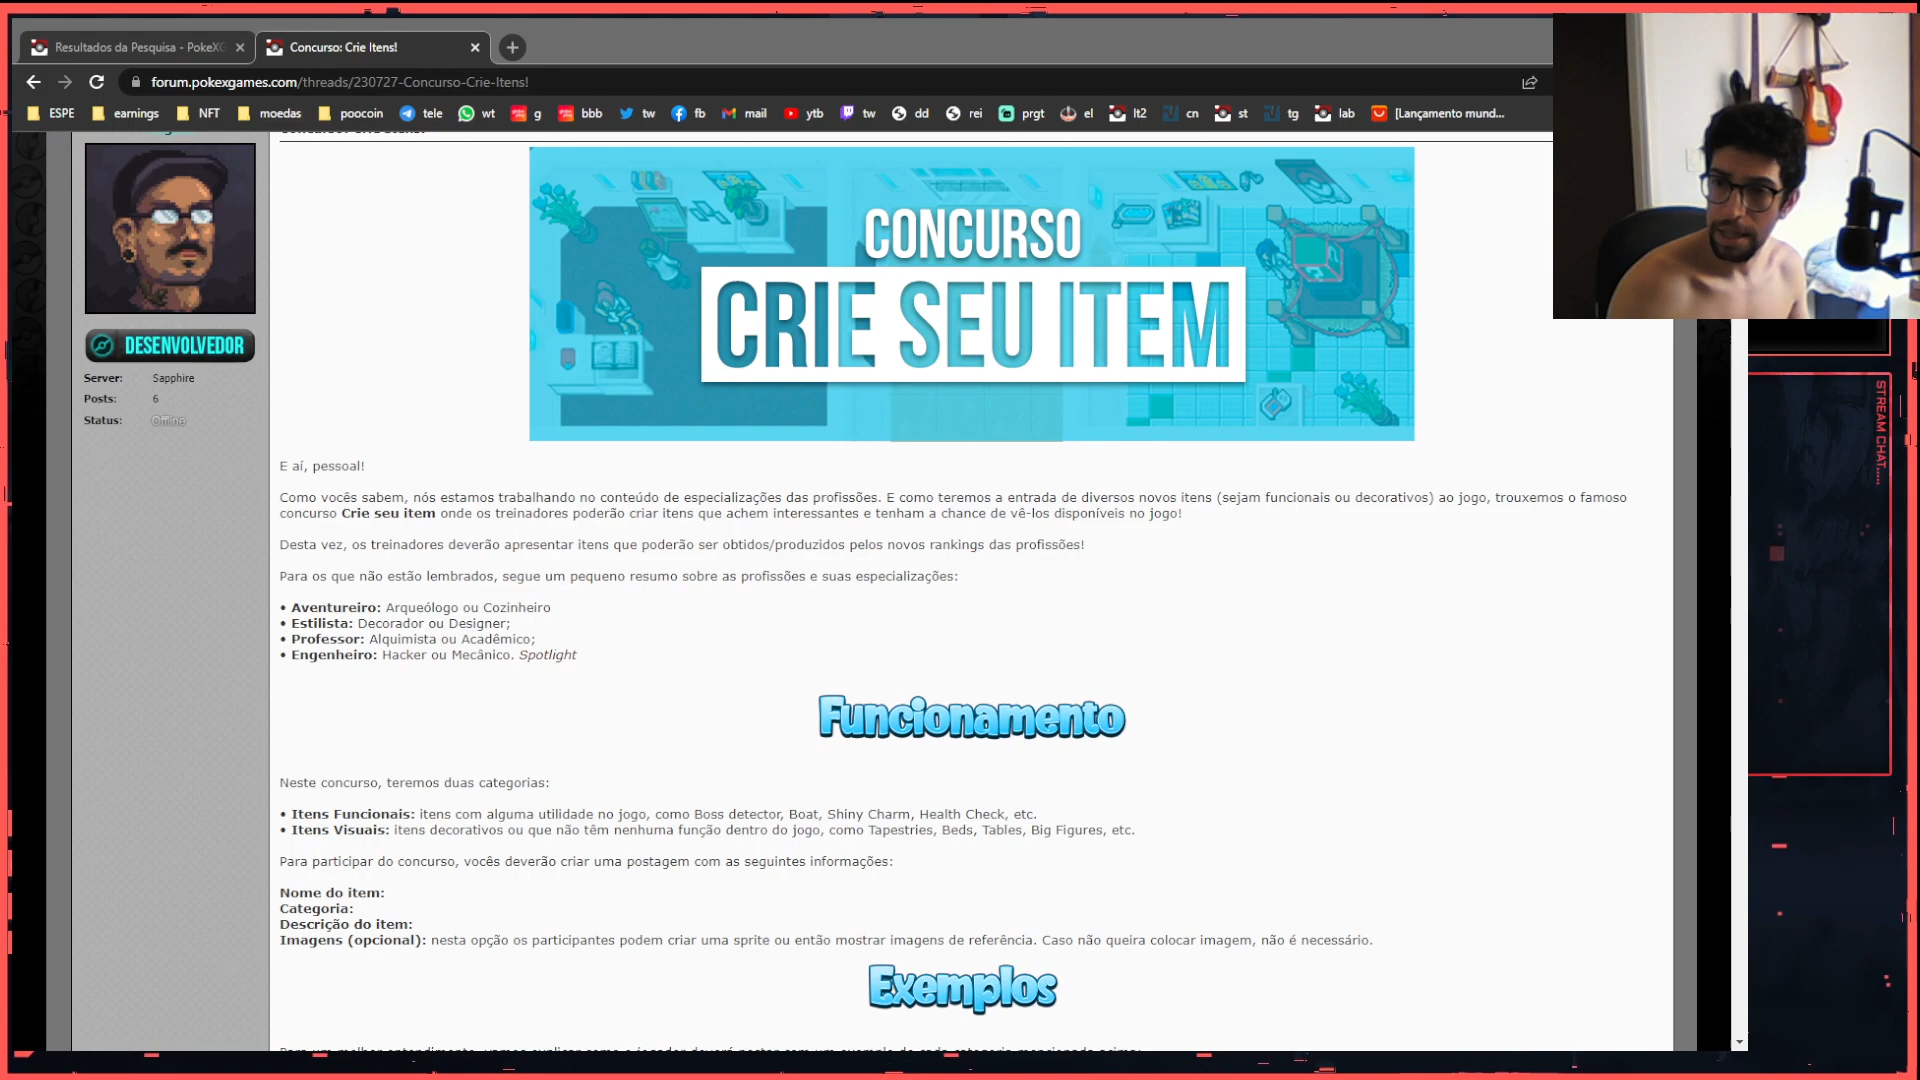 Resultados da Pesquisa - PokeXG
Concurso: Crie Itens!
forum.pokexgames.com/threads/230727-Concurso-Crie-Itens!
ESPE earnings NFT moedas poocoin tele wt g bbb tw fb mail ytb tw dd rei prgt el lt2 cn st tg lab [Lançamento mund...
CONCURSO
CRIE SEU ITEM
DESENVOLVEDOR
Server: Sapphire
Posts: 6
Status: Offline
STREAM CHAT....
E aí, pessoal!
Como vocês sabem, nós estamos trabalhando no conteúdo de especializações das profissões. E como teremos a entrada de diversos novos itens (sejam funcionais ou decorativos) ao jogo, trouxemos o famoso
concurso Crie seu item onde os treinadores poderão criar itens que achem interessantes e tenham a chance de vê-los disponíveis no jogo!
Desta vez, os treinadores deverão apresentar itens que poderão ser obtidos/produzidos pelos novos rankings das profissões!
Para os que não estão lembrados, segue um pequeno resumo sobre as profissões e suas especializações:
• Aventureiro: Arqueólogo ou Cozinheiro
• Estilista: Decorador ou Designer;
• Professor: Alquimista ou Acadêmico;
• Engenheiro: Hacker ou Mecânico. Spotlight
Funcionamento
Neste concurso, teremos duas categorias:
• Itens Funcionais: itens com alguma utilidade no jogo, como Boss detector, Boat, Shiny Charm, Health Check, etc.
• Itens Visuais: itens decorativos ou que não têm nenhuma função dentro do jogo, como Tapestries, Beds, Tables, Big Figures, etc.
Para participar do concurso, vocês deverão criar uma postagem com as seguintes informações:
Nome do item:
Categoria:
Descrição do item:
Imagens (opcional): nesta opção os participantes podem criar uma sprite ou então mostrar imagens de referência. Caso não queira colocar imagem, não é necessário.
Exemplos